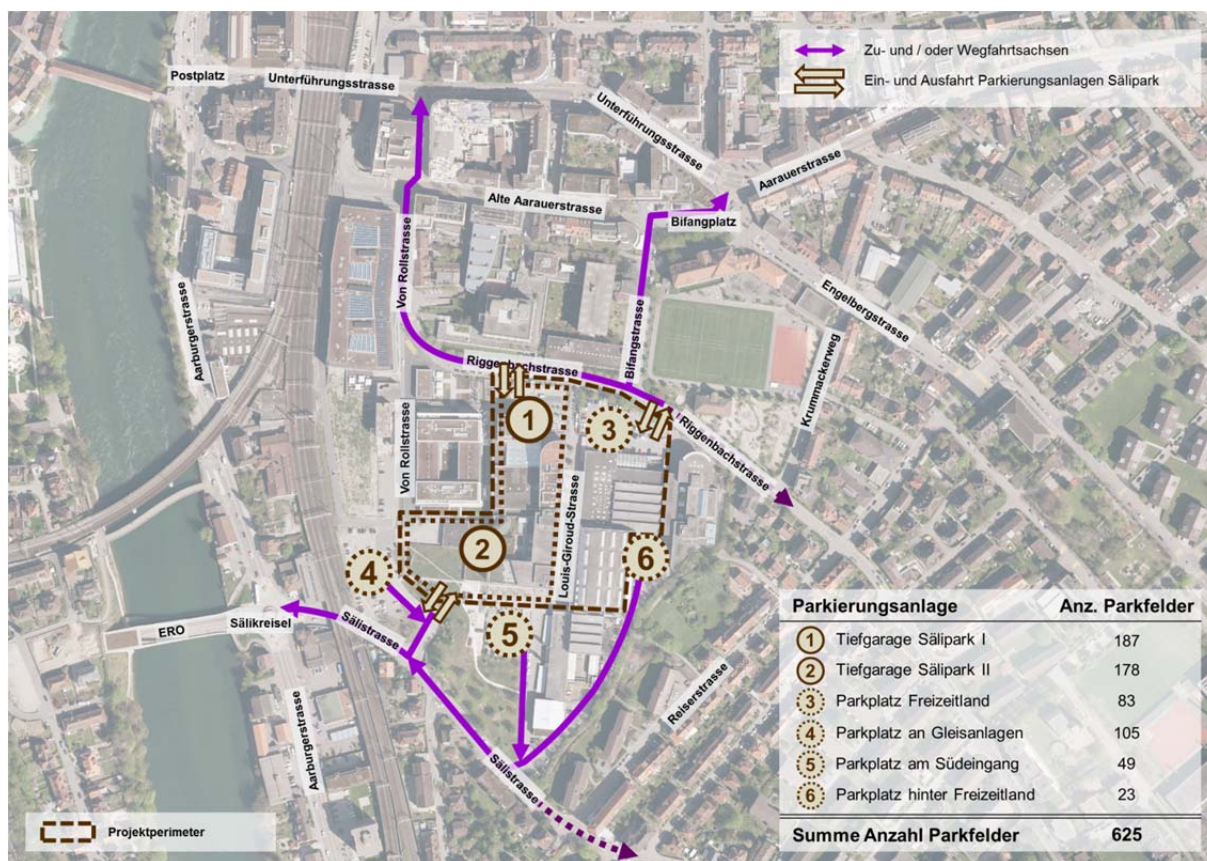 Zu- und / oder Wegfahrtsachsen
Ein- und Ausfahrt Parkierungsanlagen Sälipark
Postplatz
Unterführungsstrasse
Unterführungsstrasse
Aarauerstrasse
Alte Aarauerstrasse
Bifangplatz
Von Rollstrasse
Aarburgerstrasse
Engelbergstrasse
Bifangstrasse
Riggenbachstrasse
Krummackerweg
1
3
Riggenbachstrasse
Von Rollstrasse
Louis-Giroud-Strasse
2
6
4
5
ERO
Sälikreisel
Sälistrasse
Reiserstrasse
Aarburgerstrasse
Sälistrasse
Parkierungsanlage Anz. Parkfelder
1 Tiefgarage Sälipark I 187
2 Tiefgarage Sälipark II 178
3 Parkplatz Freizeitland 83
4 Parkplatz an Gleisanlagen 105
5 Parkplatz am Südeingang 49
6 Parkplatz hinter Freizeitland 23
Summe Anzahl Parkfelder 625
Projektperimeter